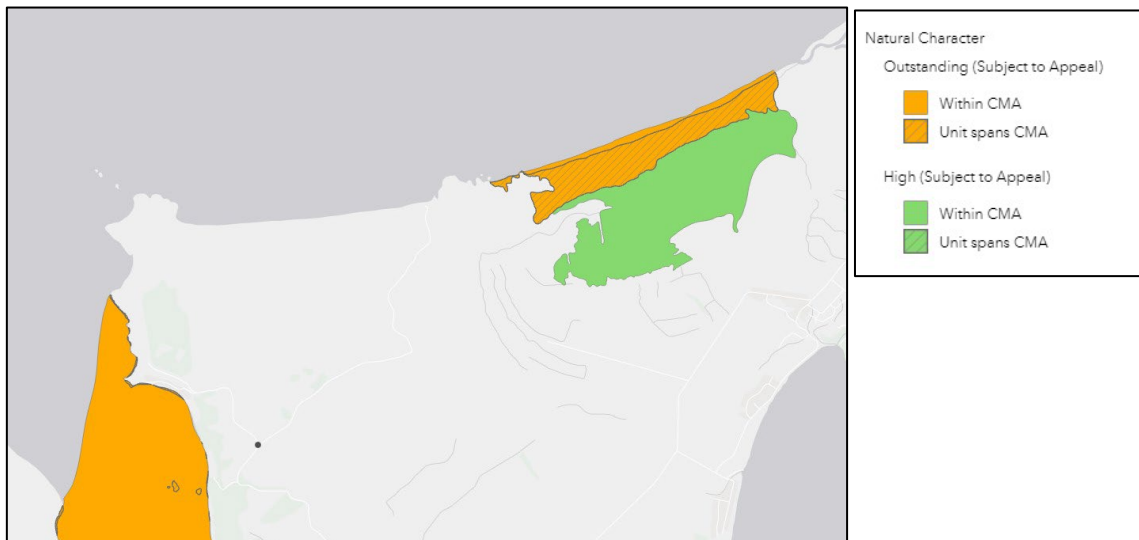 Natural Character
Outstanding (Subject to Appeal)
Within CMA
Unit spans CMA
High (Subject to Appeal)
Within CMA
Unit spans CMA